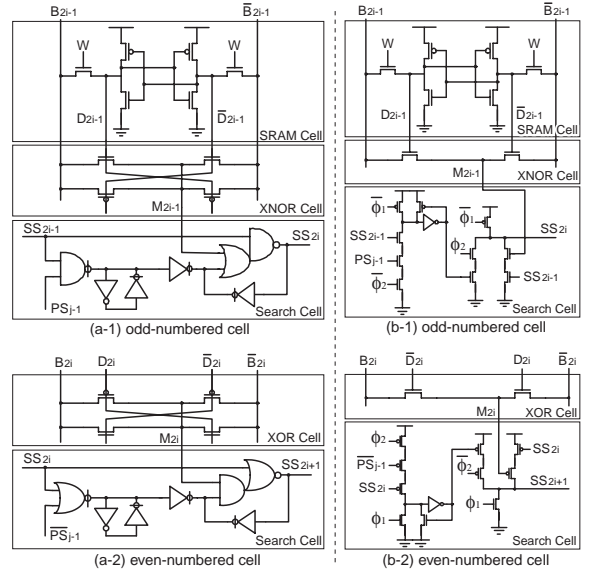 B2i-1 B̅2i-1
W W
D2i-1 D̅2i-1
SRAM Cell
M2i-1
XNOR Cell
SS2i-1 SS2i
PSj-1
Search Cell
(a-1) odd-numbered cell
B2i D2i D̅2i B̅2i
M2i
XOR Cell
SS2i SS2i+1
P̅S̅j-1
Search Cell
(a-2) even-numbered cell
B2i-1 B̅2i-1
W W
D2i-1 D̅2i-1
SRAM Cell
M2i-1
XNOR Cell
ϕ̅1 ϕ̅1
SS2i-1 ϕ2 SS2i
PSj-1
ϕ̅2 SS2i-1
Search Cell
(b-1) odd-numbered cell
B2i D̅2i D2i B̅2i
M2i
XOR Cell
ϕ2 SS2i
P̅S̅j-1 ϕ̅2
SS2i SS2i+1
ϕ1 ϕ1
Search Cell
(b-2) even-numbered cell